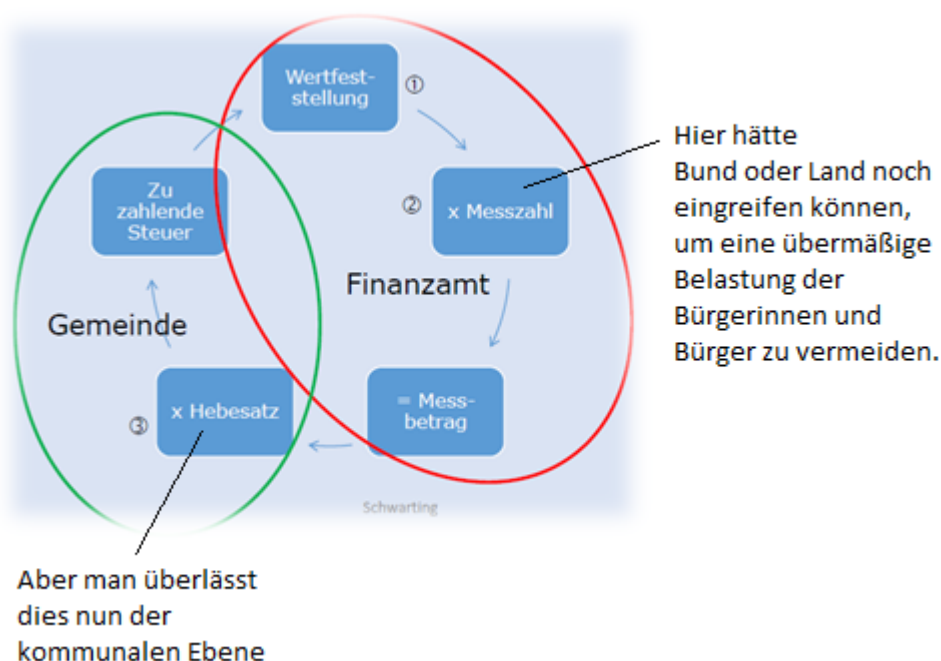 Wertfest-
stellung
①
②
x Messzahl
Hier hätte
Bund oder Land noch
eingreifen können,
um eine übermäßige
Belastung der
Bürgerinnen und
Bürger zu vermeiden.
Zu
zahlende
Steuer
Finanzamt
Gemeinde
= Mess-
betrag
③
x Hebesatz
Schwarting
Aber man überlässt
dies nun der
kommunalen Ebene